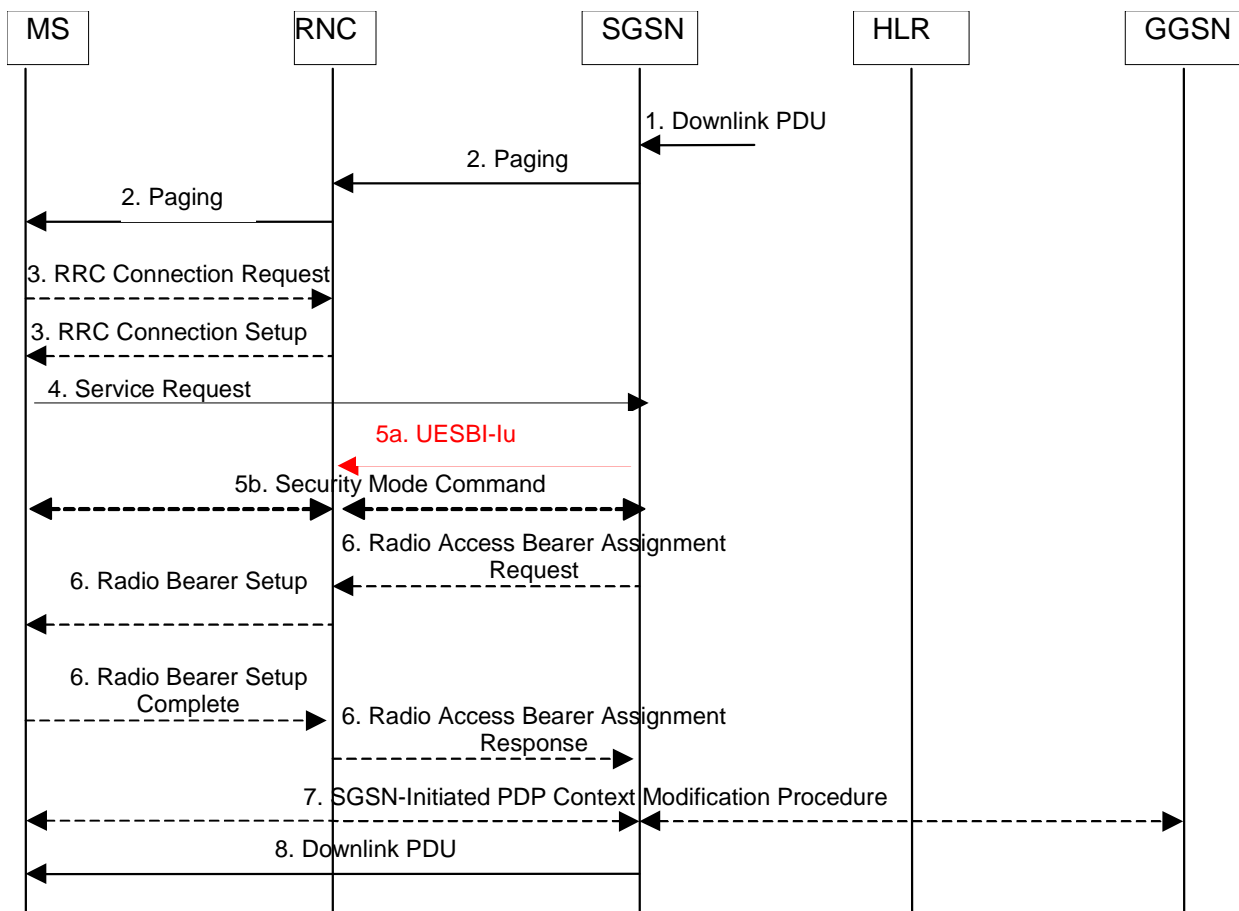 MS
RNC
SGSN
HLR
GGSN
1. Downlink PDU
2. Paging
2. Paging
3. RRC Connection Request
3. RRC Connection Setup
4. Service Request
5a. UESBI-Iu
5b. Security Mode Command
6. Radio Access Bearer Assignment
Request
6. Radio Bearer Setup
6. Radio Bearer Setup
Complete
6. Radio Access Bearer Assignment
Response
7. SGSN-Initiated PDP Context Modification Procedure
8. Downlink PDU